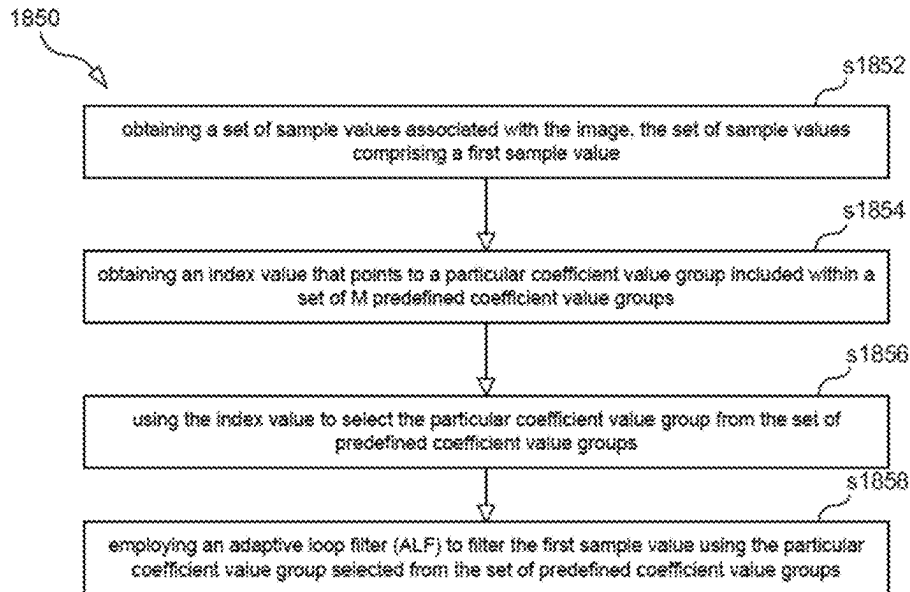 1850
s1852
obtaining a set of sample values associated with the image, the set of sample values
comprising a first sample value
s1854
obtaining an index value that points to a particular coefficient value group included within a
set of M predefined coefficient value groups
s1856
using the index value to select the particular coefficient value group from the set of
predefined coefficient value groups
s1858
employing an adaptive loop filter (ALF) to filter the first sample value using the particular
coefficient value group selected from the set of predefined coefficient value groups